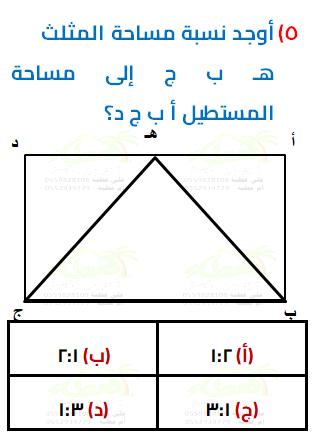 ٥) أوجد نسبة مساحة المثلث
هـ ب ج إلى مساحة
المستطيل أ ب ج د؟
أ هـ د
ب ج
(أ) ١:٢ (ب) ٢:١
(ج) ٣:١ (د) ١:٣